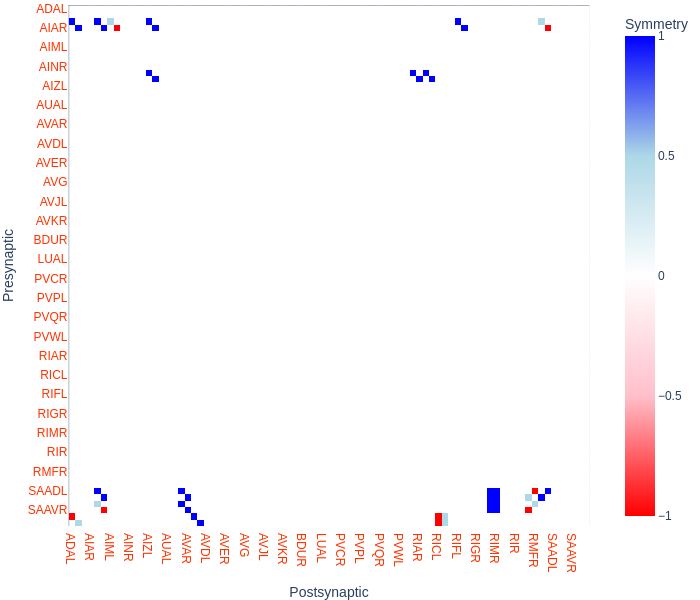 Symmetry
1
0.5
0
−0.5
−1
Presynaptic
ADAL
AIAR
AIML
AINR
AIZL
AUAL
AVAR
AVDL
AVER
AVG
AVJL
AVKR
BDUR
LUAL
PVCR
PVPL
PVQR
PVWL
RIAR
RICL
RIFL
RIGR
RIMR
RIR
RMFR
SAADL
SAAVR
ADAL
AIAR
AIML
AINR
AIZL
AUAL
AVAR
AVDL
AVER
AVG
AVJL
AVKR
BDUR
LUAL
PVCR
PVPL
PVQR
PVWL
RIAR
RICL
RIFL
RIGR
RIMR
RIR
RMFR
SAADL
SAAVR
Postsynaptic